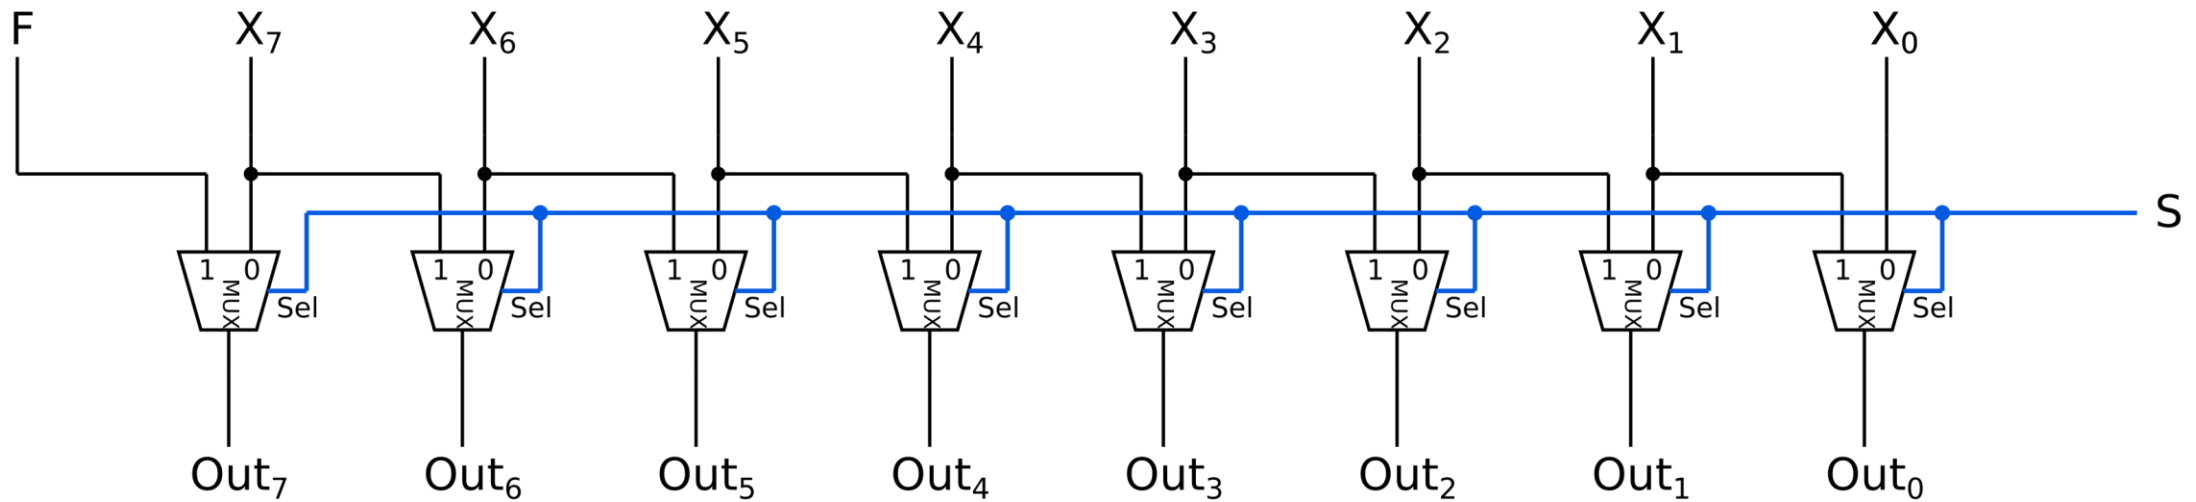 F X₇ X₆ X₅ X₄ X₃ X₂ X₁ X₀
S
1 0 1 0 1 0 1 0 1 0 1 0 1 0 1 0
MUX Sel MUX Sel MUX Sel MUX Sel MUX Sel MUX Sel MUX Sel MUX Sel
Out₇ Out₆ Out₅ Out₄ Out₃ Out₂ Out₁ Out₀